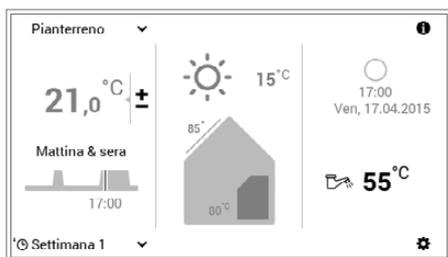 Pianterreno
21,0 °C ±
Mattina & sera
17:00
Settimana 1
15°C
85°
80°C
17:00
Ven, 17.04.2015
55°C